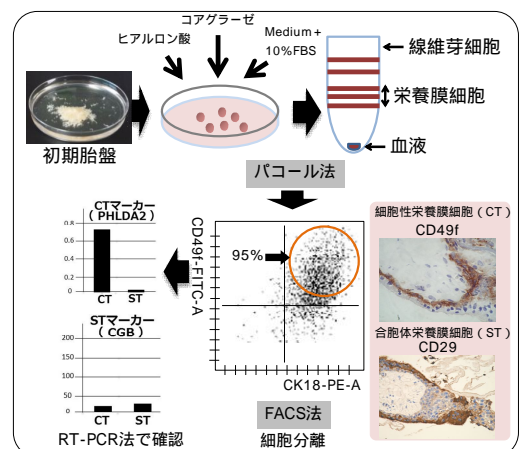 コアグラーゼ
ヒアルロン酸
Medium+
10%FBS
線維芽細胞
栄養膜細胞
血液
初期胎盤
パコール法
CTマーカー
(PHLDA2)
0.8
0.6
0.4
0.2
0
CT ST
STマーカー
(CGB)
200
150
100
50
0
CT ST
RT-PCR法で確認
CD49f-FITC-A
95%
CK18-PE-A
FACS法
細胞分離
細胞性栄養膜細胞(CT)
CD49f
合胞体栄養膜細胞(ST)
CD29